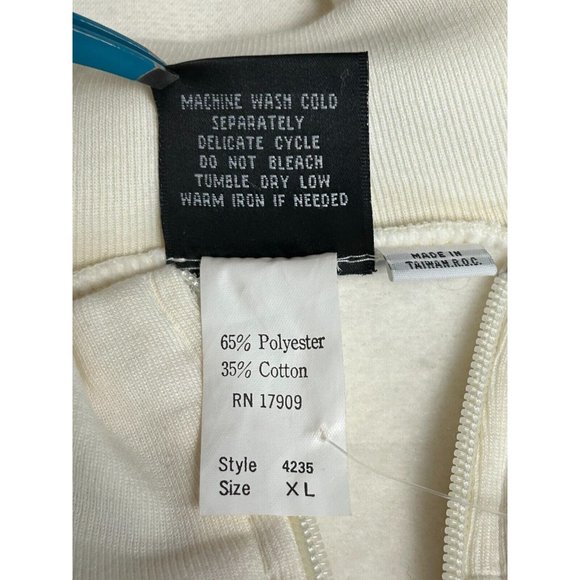 MACHINE WASH COLD
SEPARATELY
DELICATE CYCLE
DO NOT BLEACH
TUMBLE DRY LOW
WARM IRON IF NEEDED
MADE IN
TAIWAN R.O.C.
65% Polyester
35% Cotton
RN 17909
Style 4235
Size XL